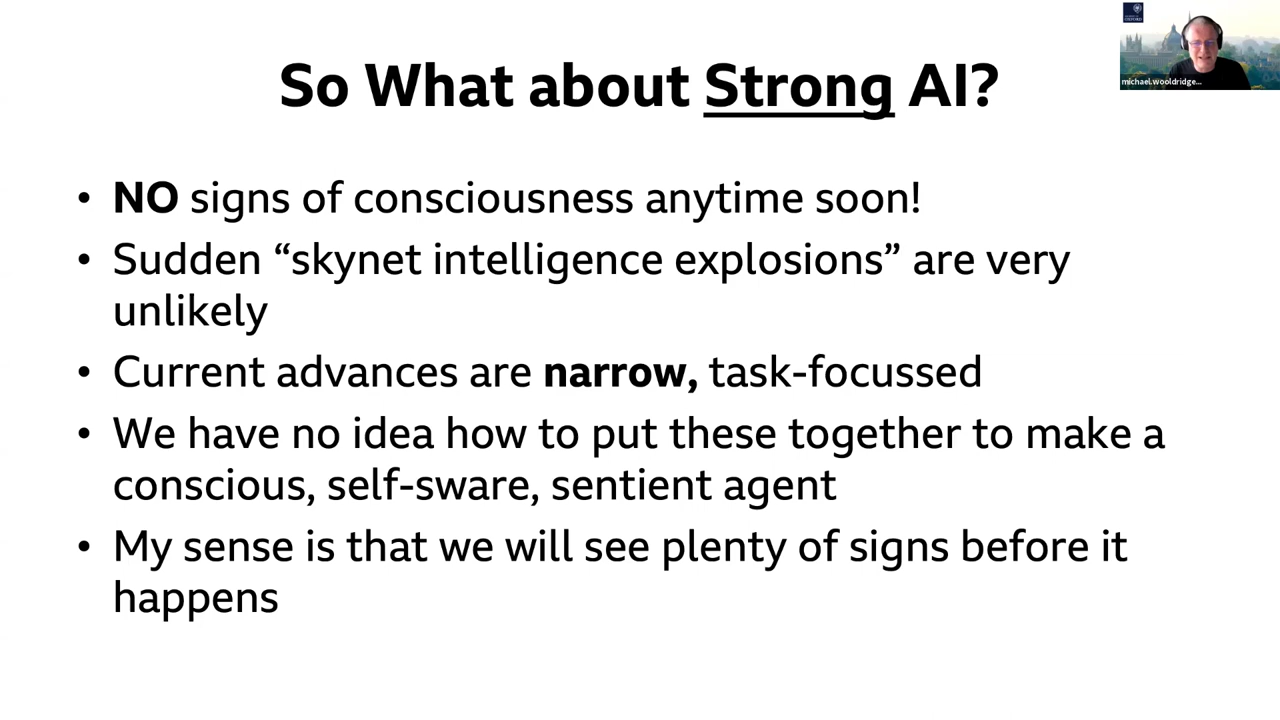 So What about Strong AI?
• NO signs of consciousness anytime soon!
• Sudden “skynet intelligence explosions” are very
unlikely
• Current advances are narrow, task-focussed
• We have no idea how to put these together to make a
conscious, self-sware, sentient agent
• My sense is that we will see plenty of signs before it
happens
OXFORD
michael.wooldridge...